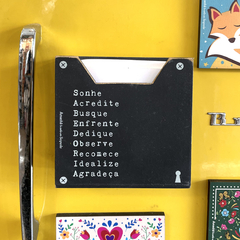 Sonhe
Acredite
Busque
Enfrente
Dedique
Observe
Recomece
Idealize
Agradeça